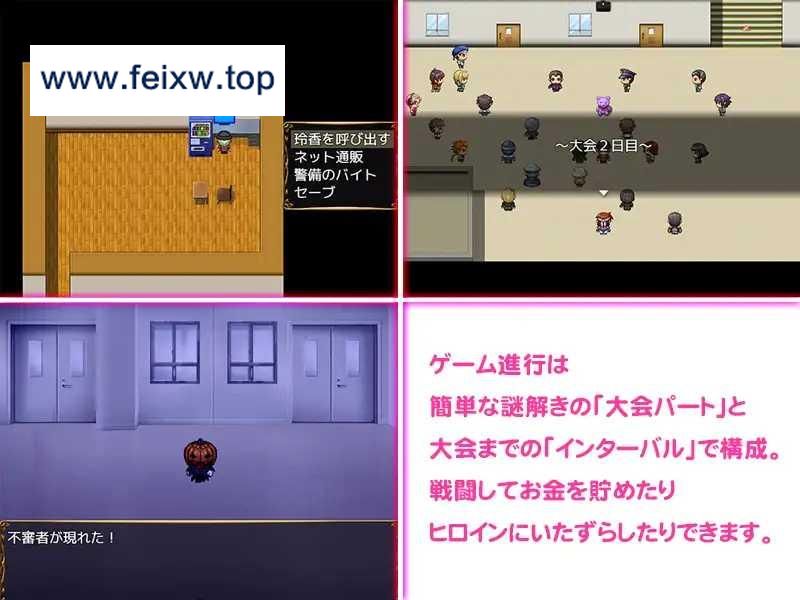 www.feixw.top
玲香を呼び出す
ネット通販
警備のバイト
セーブ
～大会２日目～
不審者が現れた！
ゲーム進行は
簡単な謎解きの「大会パート」と
大会までの「インターバル」で構成。
戦闘してお金を貯めたり
ヒロインにいたずらしたりできます。